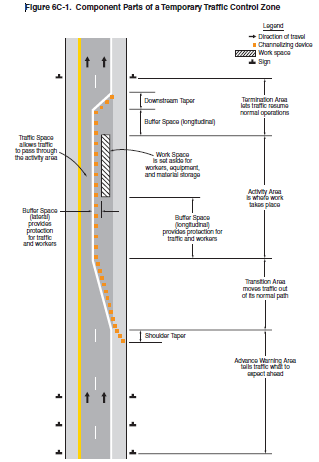 Figure 6C-1. Component Parts of a Temporary Traffic Control Zone
Legend
Direction of travel
Channelizing device
Work space
Sign
Downstream Taper
Buffer Space (longitudinal)
Termination Area
lets traffic resume
normal operations
Traffic Space
allows traffic
to pass through
the activity area
Work Space
is set aside for
workers, equipment,
and material storage
Activity Area
is where work
takes place
Buffer Space
(lateral)
provides
protection
for traffic
and workers
Buffer Space
(longitudinal)
provides protection for
traffic and workers
Transition Area
moves traffic out
of its normal path
Shoulder Taper
Advance Warning Area
tells traffic what to
expect ahead